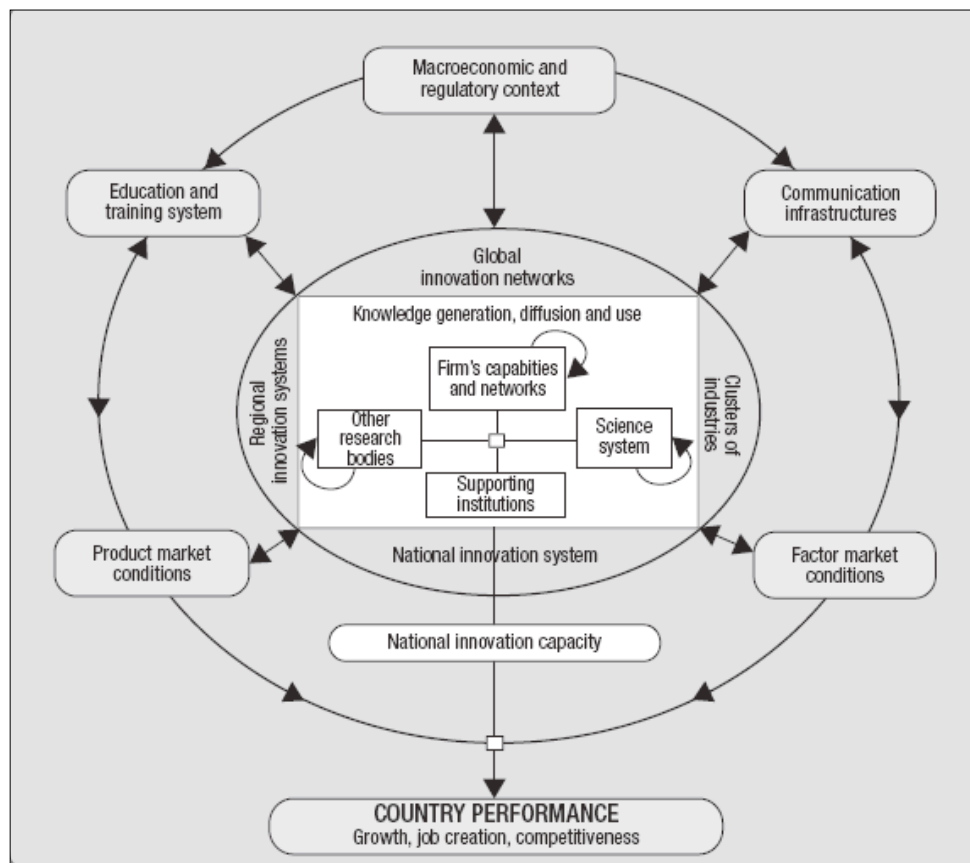 Macroeconomic and
regulatory context
Education and
training system
Communication
infrastructures
Global
innovation networks
Knowledge generation, diffusion and use
Firm's capabities
and networks
Regional
innovation systems
Clusters of
industries
Other
research
bodies
Science
system
Supporting
institutions
Product market
conditions
National innovation system
Factor market
conditions
National innovation capacity
COUNTRY PERFORMANCE
Growth, job creation, competitiveness